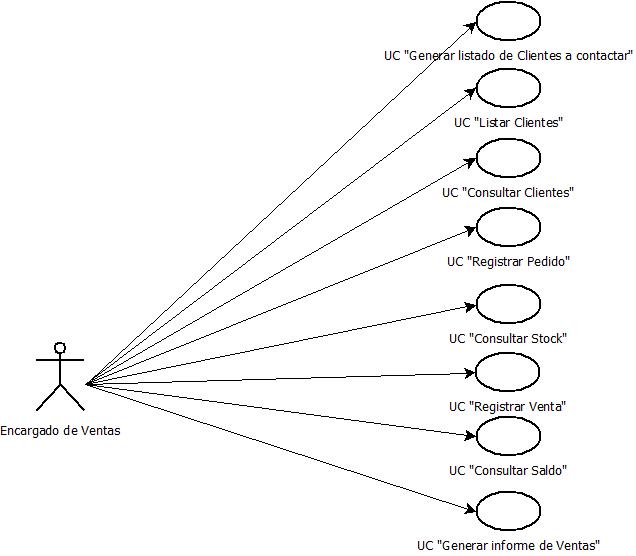 UC "Generar listado de Clientes a contactar"
UC "Listar Clientes"
UC "Consultar Clientes"
UC "Registrar Pedido"
UC "Consultar Stock"
UC "Registrar Venta"
Encargado de Ventas
UC "Consultar Saldo"
UC "Generar informe de Ventas"